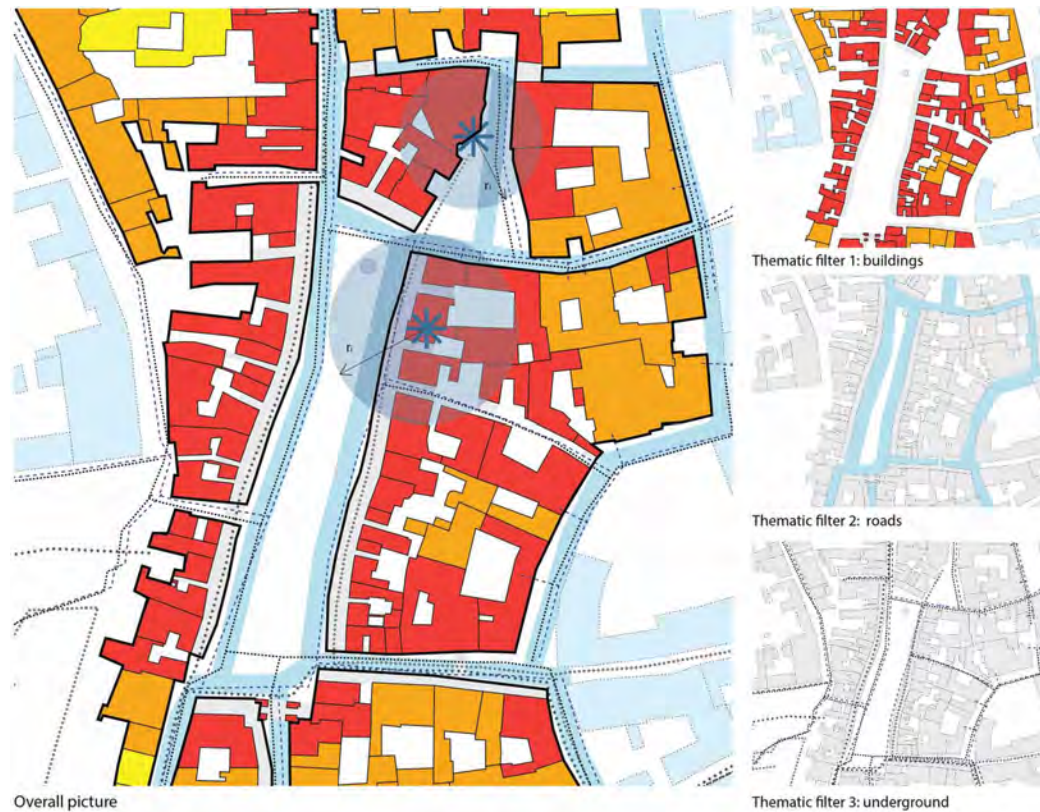 Thematic filter 1: buildings
Thematic filter 2: roads
Thematic filter 3: underground
Overall picture